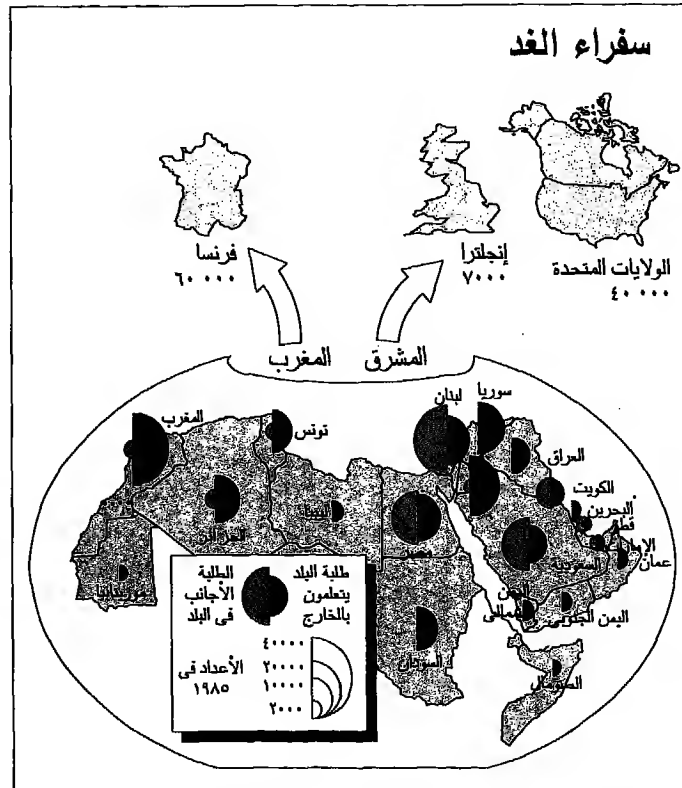 سفراء الغد
فرنسا
٦٠ ٠٠٠
إنجلترا
٧٠٠٠
الولايات المتحدة
٤٠ ٠٠٠
المغرب
المشرق
المغرب
تونس
لبنان
سوريا
العراق
الكويت
البحرين
قطر
الإمارات
عمان
السعودية
الجزائر
ليبيا
مصر
موريتانيا
السودان
اليمن
الشمالى
اليمن الجنوبى
الصومال
طلبة البلد
يتعلمون
بالخارج
الطلبة
الأجانب
فى البلد
٤٠٠٠٠
٢٠٠٠٠
١٠٠٠٠
٢٠٠٠
الأعداد فى
١٩٨٥